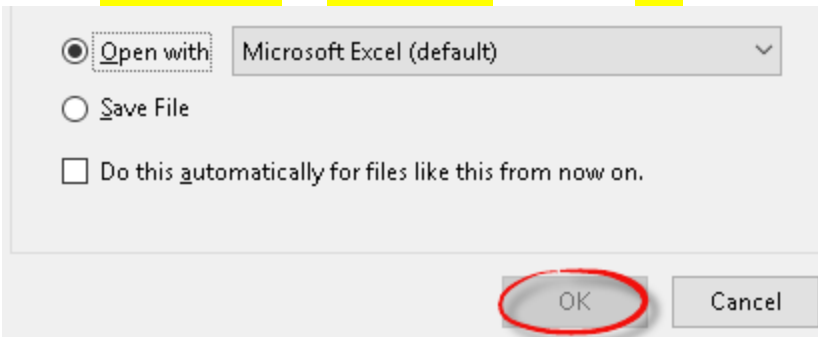 Open with Microsoft Excel (default)
Save File
Do this automatically for files like this from now on.
OK Cancel